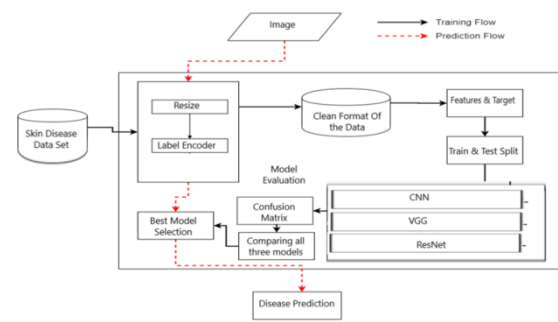 Image
Training Flow
Prediction Flow
Skin Disease
Data Set
Resize
Label Encoder
Clean Format Of
the Data
Features & Target
Train & Test Split
Model
Evaluation
CNN
VGG
ResNet
Confusion
Matrix
Comparing all
three models
Best Model
Selection
Disease Prediction